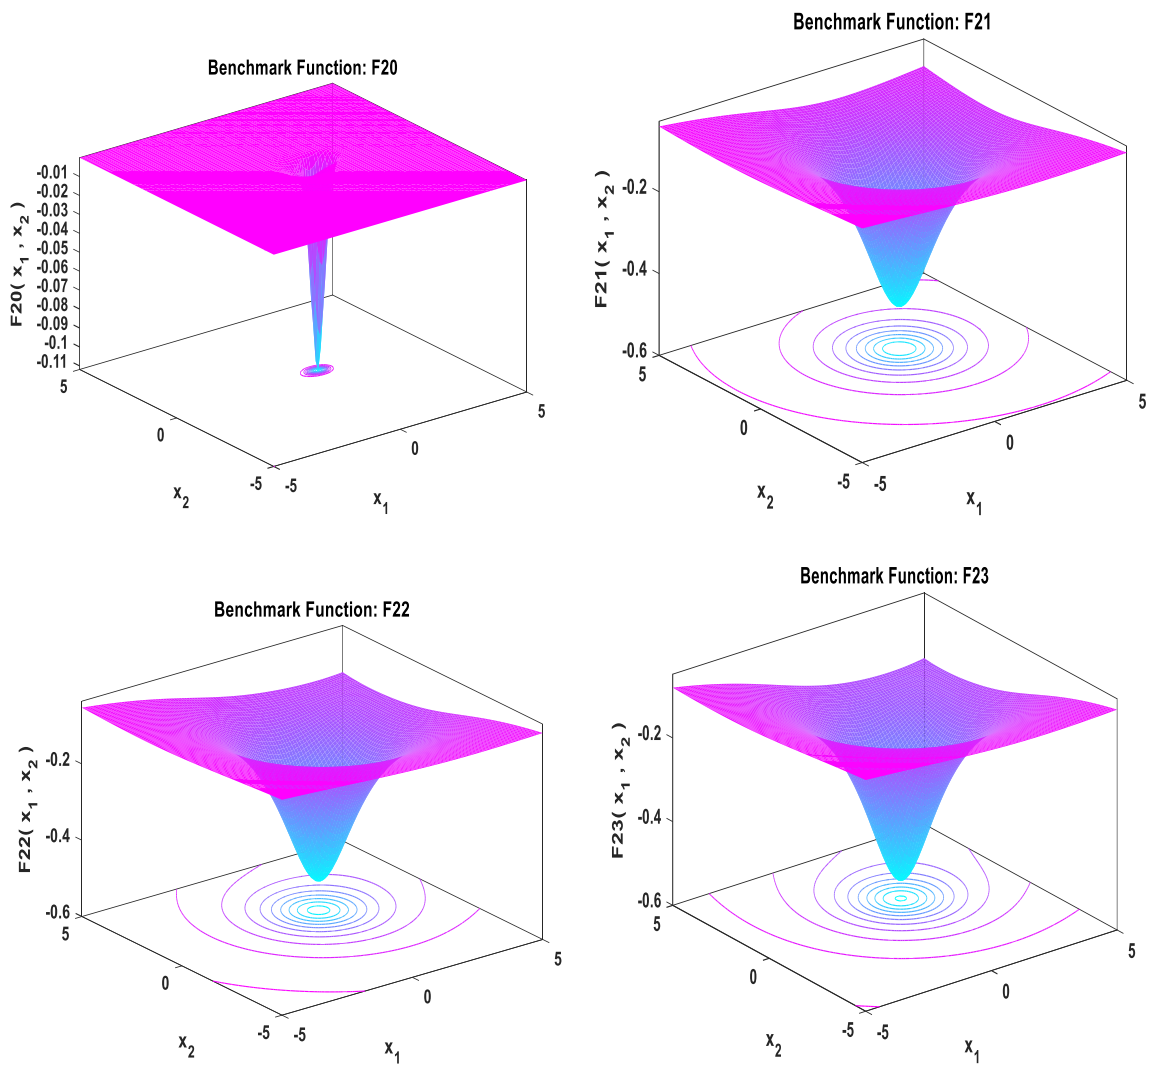 Benchmark Function: F20
-0.01
-0.02
-0.03
-0.04
-0.05
-0.06
-0.07
-0.08
-0.09
-0.1
-0.11
F20( x1 , x2 )
5
0
-5
x2
-5
0
5
x1
Benchmark Function: F21
-0.2
-0.4
-0.6
F21( x1 , x2 )
5
0
-5
x2
-5
0
5
x1
Benchmark Function: F22
-0.2
-0.4
-0.6
F22( x1 , x2 )
5
0
-5
x2
-5
0
5
x1
Benchmark Function: F23
-0.2
-0.4
-0.6
F23( x1 , x2 )
5
0
-5
x2
-5
0
5
x1